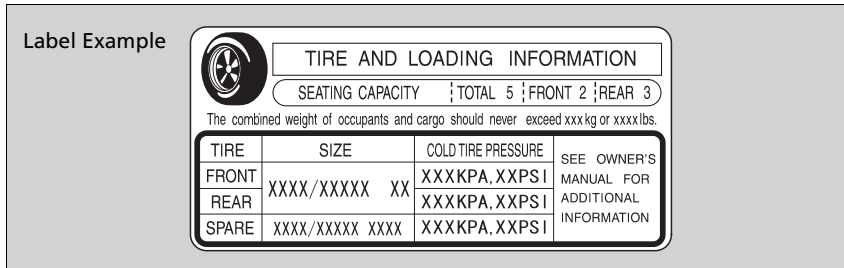 Label Example
TIRE AND LOADING INFORMATION
SEATING CAPACITY TOTAL 5 FRONT 2 REAR 3
The combined weight of occupants and cargo should never exceed xxx kg or xxxx lbs.
TIRE SIZE COLD TIRE PRESSURE
FRONT XXXX/XXXXX XX XXXKPA,XXPSI
REAR XXXKPA,XXPSI
SPARE XXXX/XXXXX XXXX XXXKPA,XXPSI
SEE OWNER'S
MANUAL FOR
ADDITIONAL
INFORMATION